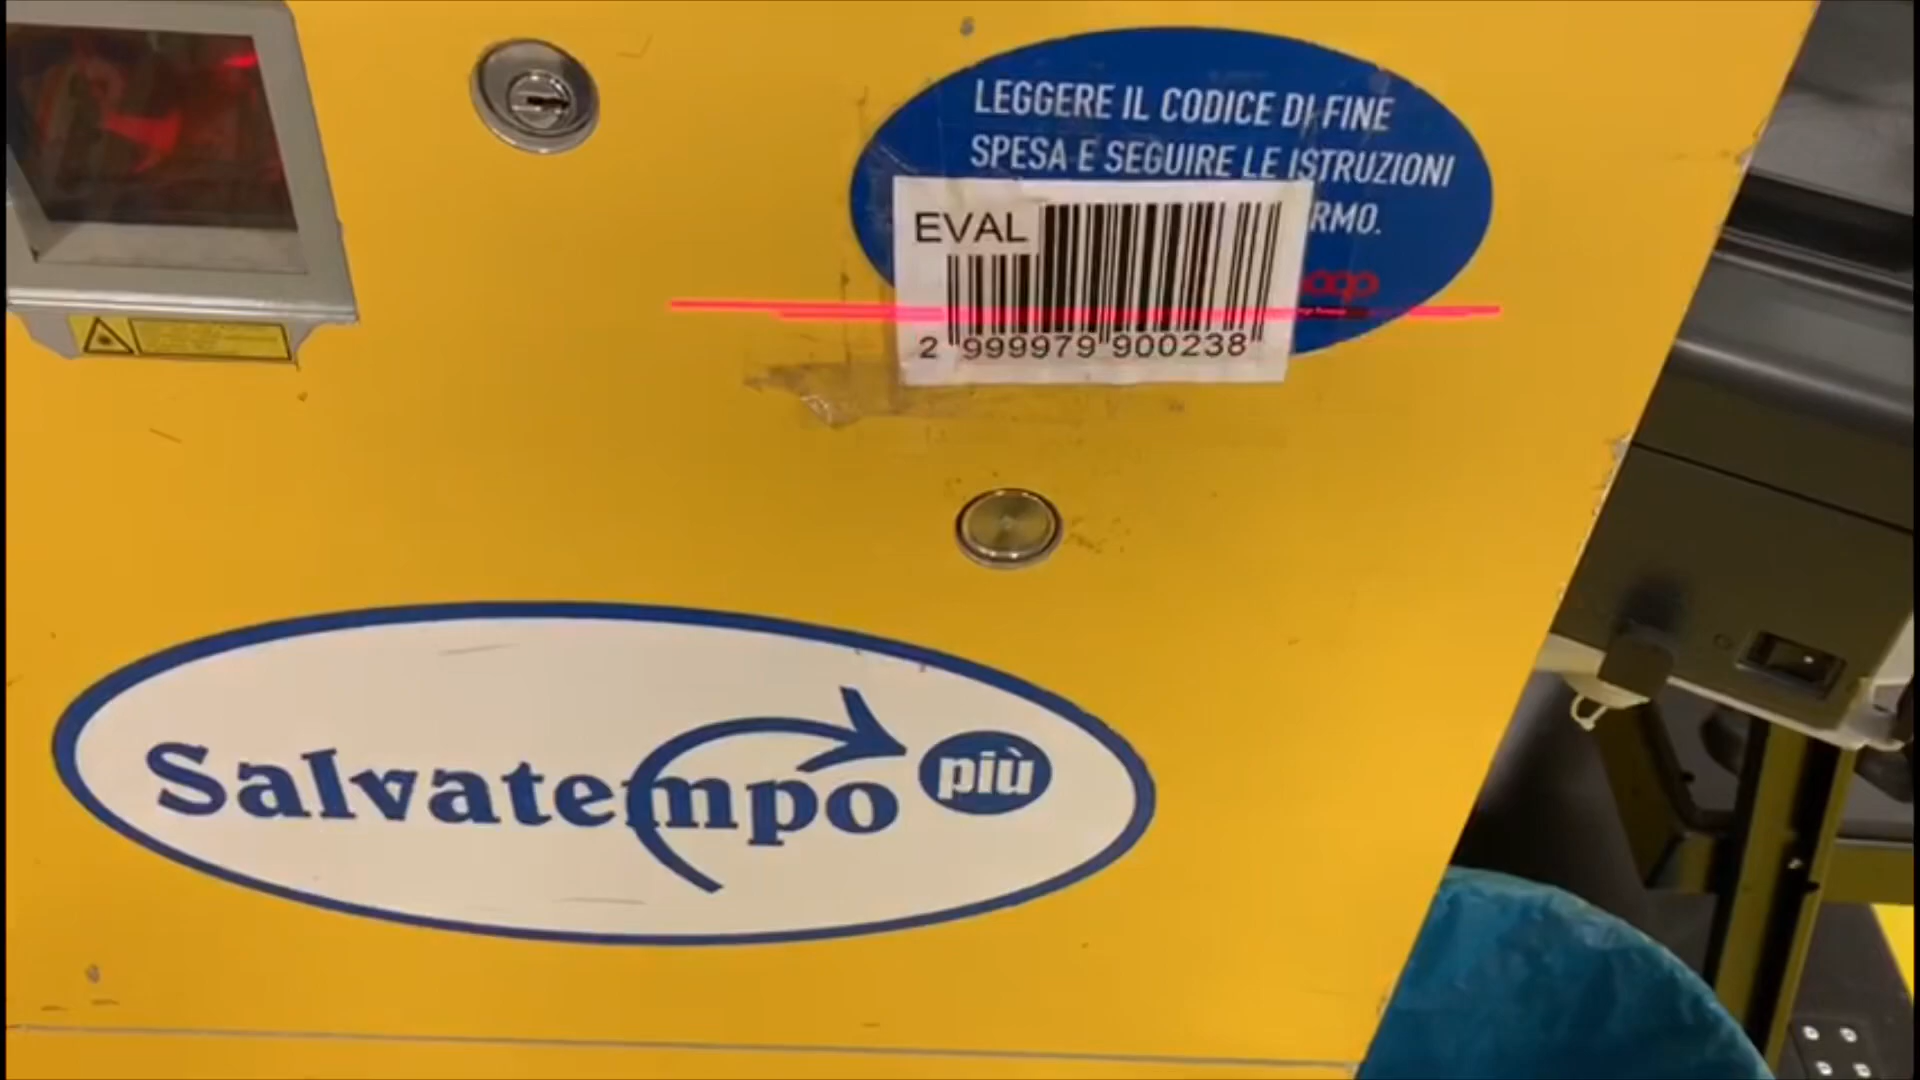 LEGGERE IL CODICE DI FINE
SPESA E SEGUIRE LE ISTRUZIONI
RMO.
EVAL
2 999979 900238
Salvatempo più